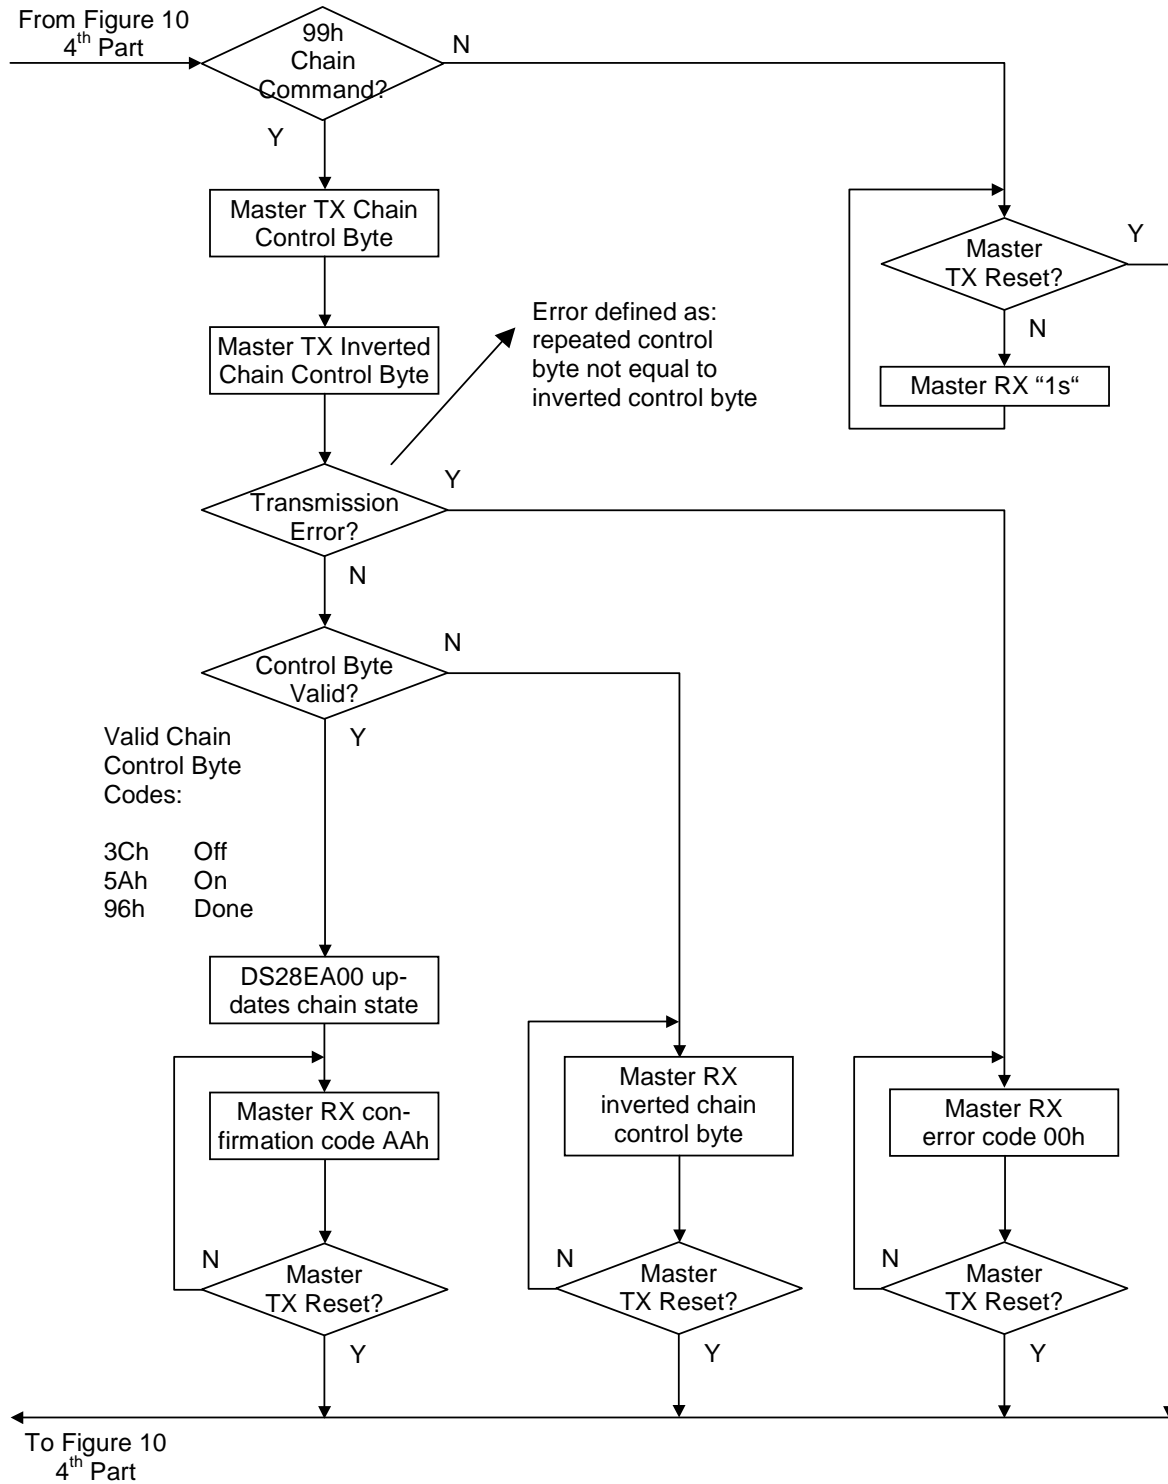 From Figure 10
4th Part
99h
Chain
Command?
N
Y
Master TX Chain
Control Byte
Master
TX Reset?
Y
N
Master RX “1s“
Master TX Inverted
Chain Control Byte
Error defined as:
repeated control
byte not equal to
inverted control byte
Transmission
Error?
Y
N
Control Byte
Valid?
N
Y
Valid Chain
Control Byte
Codes:
3Ch Off
5Ah On
96h Done
DS28EA00 up-
dates chain state
Master RX con-
firmation code AAh
Master RX
inverted chain
control byte
Master RX
error code 00h
N
Master
TX Reset?
Y
N
Master
TX Reset?
Y
N
Master
TX Reset?
Y
To Figure 10
4th Part